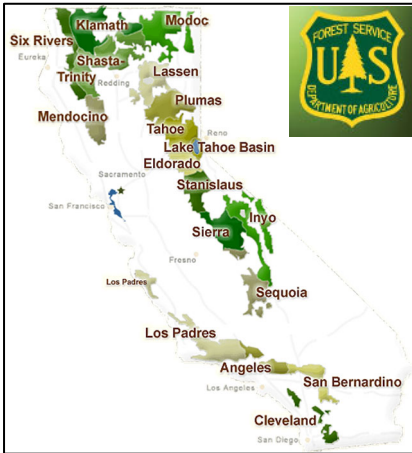 Klamath
Modoc
Six Rivers
Eureka
Shasta-
Trinity
Redding
Lassen
Mendocino
Plumas
Tahoe
Reno
Lake Tahoe Basin
Eldorado
Sacramento
Stanislaus
San Francisco
Inyo
Sierra
Fresno
Los Padres
Sequoia
Los Padres
Angeles
San Bernardino
Los Angeles
Cleveland
San Diego
FOREST SERVICE
U S
DEPARTMENT OF AGRICULTURE